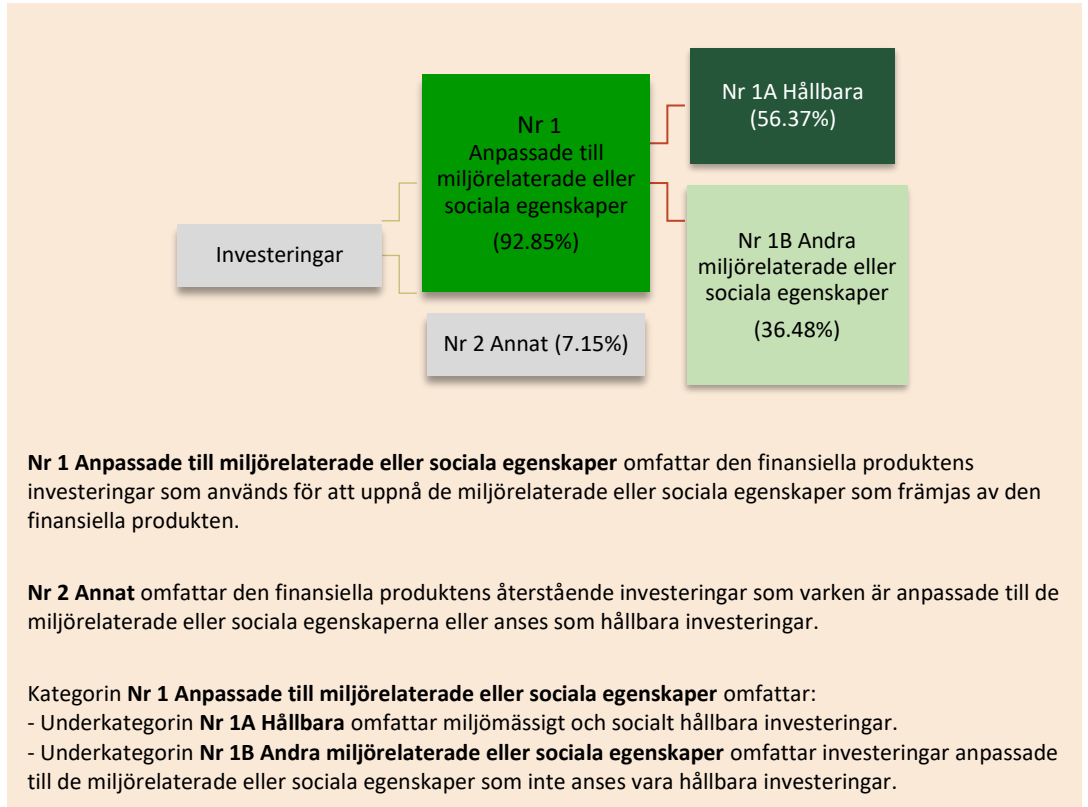 Investeringar
Nr 1
Anpassade till
miljörelaterade eller
sociala egenskaper
(92.85%)
Nr 2 Annat (7.15%)
Nr 1A Hållbara
(56.37%)
Nr 1B Andra
miljörelaterade eller
sociala egenskaper
(36.48%)
Nr 1 Anpassade till miljörelaterade eller sociala egenskaper omfattar den finansiella produktens
investeringar som används för att uppnå de miljörelaterade eller sociala egenskaper som främjas av den
finansiella produkten.
Nr 2 Annat omfattar den finansiella produktens återstående investeringar som varken är anpassade till de
miljörelaterade eller sociala egenskaperna eller anses som hållbara investeringar.
Kategorin Nr 1 Anpassade till miljörelaterade eller sociala egenskaper omfattar:
- Underkategorin Nr 1A Hållbara omfattar miljömässigt och socialt hållbara investeringar.
- Underkategorin Nr 1B Andra miljörelaterade eller sociala egenskaper omfattar investeringar anpassade
till de miljörelaterade eller sociala egenskaper som inte anses vara hållbara investeringar.